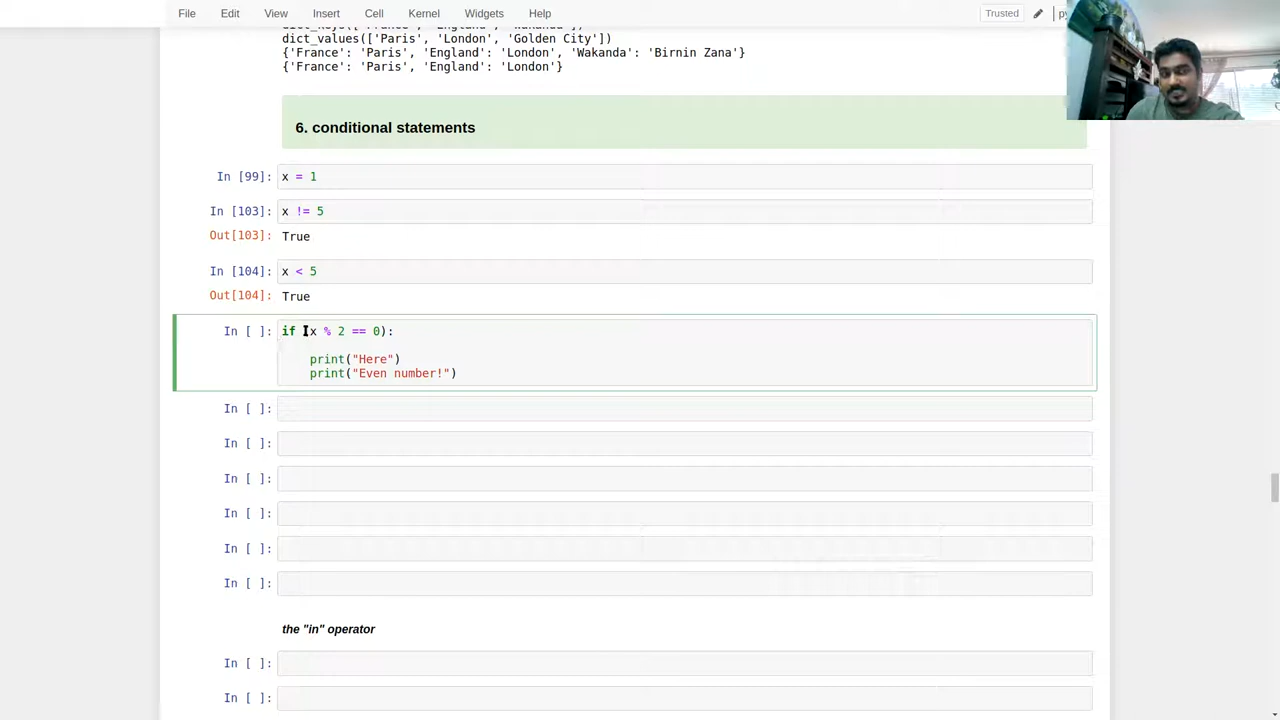 File Edit View Insert Cell Kernel Widgets Help Trusted
dict_values(['Paris', 'London', 'Golden City'])
{'France': 'Paris', 'England': 'London', 'Wakanda': 'Birnin Zana'}
{'France': 'Paris', 'England': 'London'}
6. conditional statements
In [99]: x = 1
In [103]: x != 5
Out[103]: True
In [104]: x < 5
Out[104]: True
In [ ]: if (x % 2 == 0):
print("Here")
print("Even number!")
In [ ]:
In [ ]:
In [ ]:
In [ ]:
In [ ]:
In [ ]:
the "in" operator
In [ ]:
In [ ]: